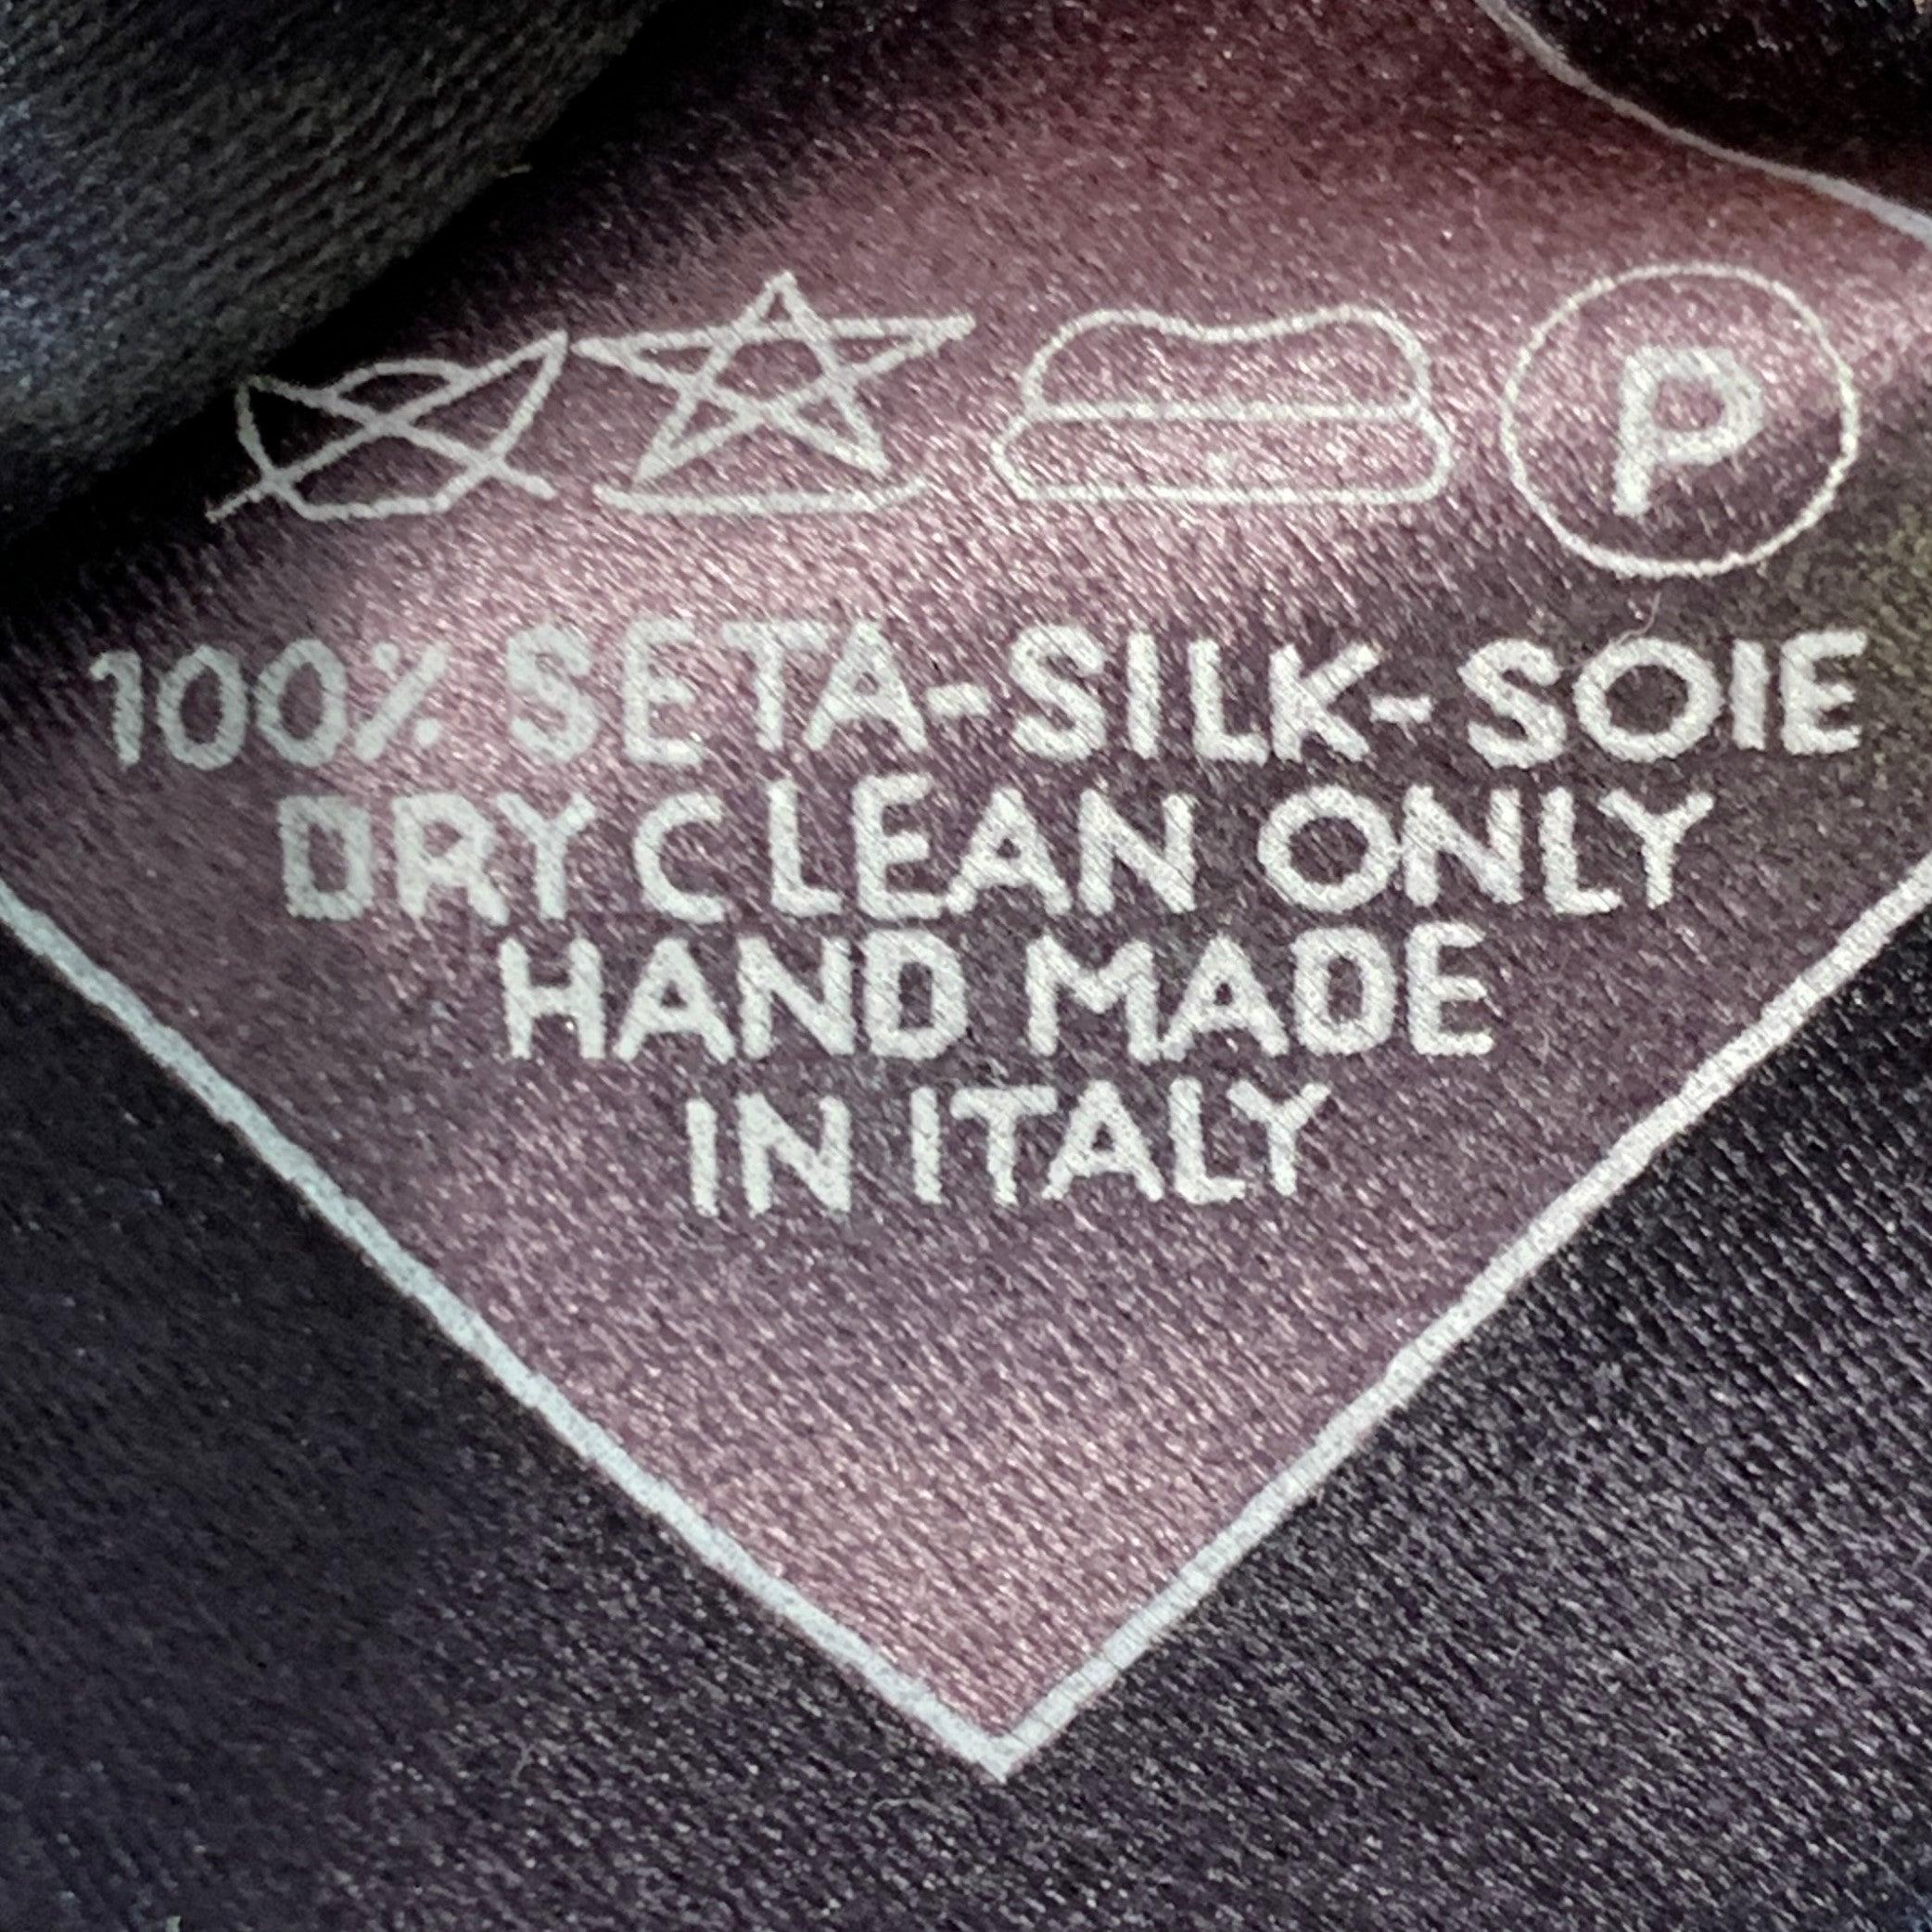 P
100% SETA-SILK-SOIE
DRY CLEAN ONLY
HAND MADE
IN ITALY